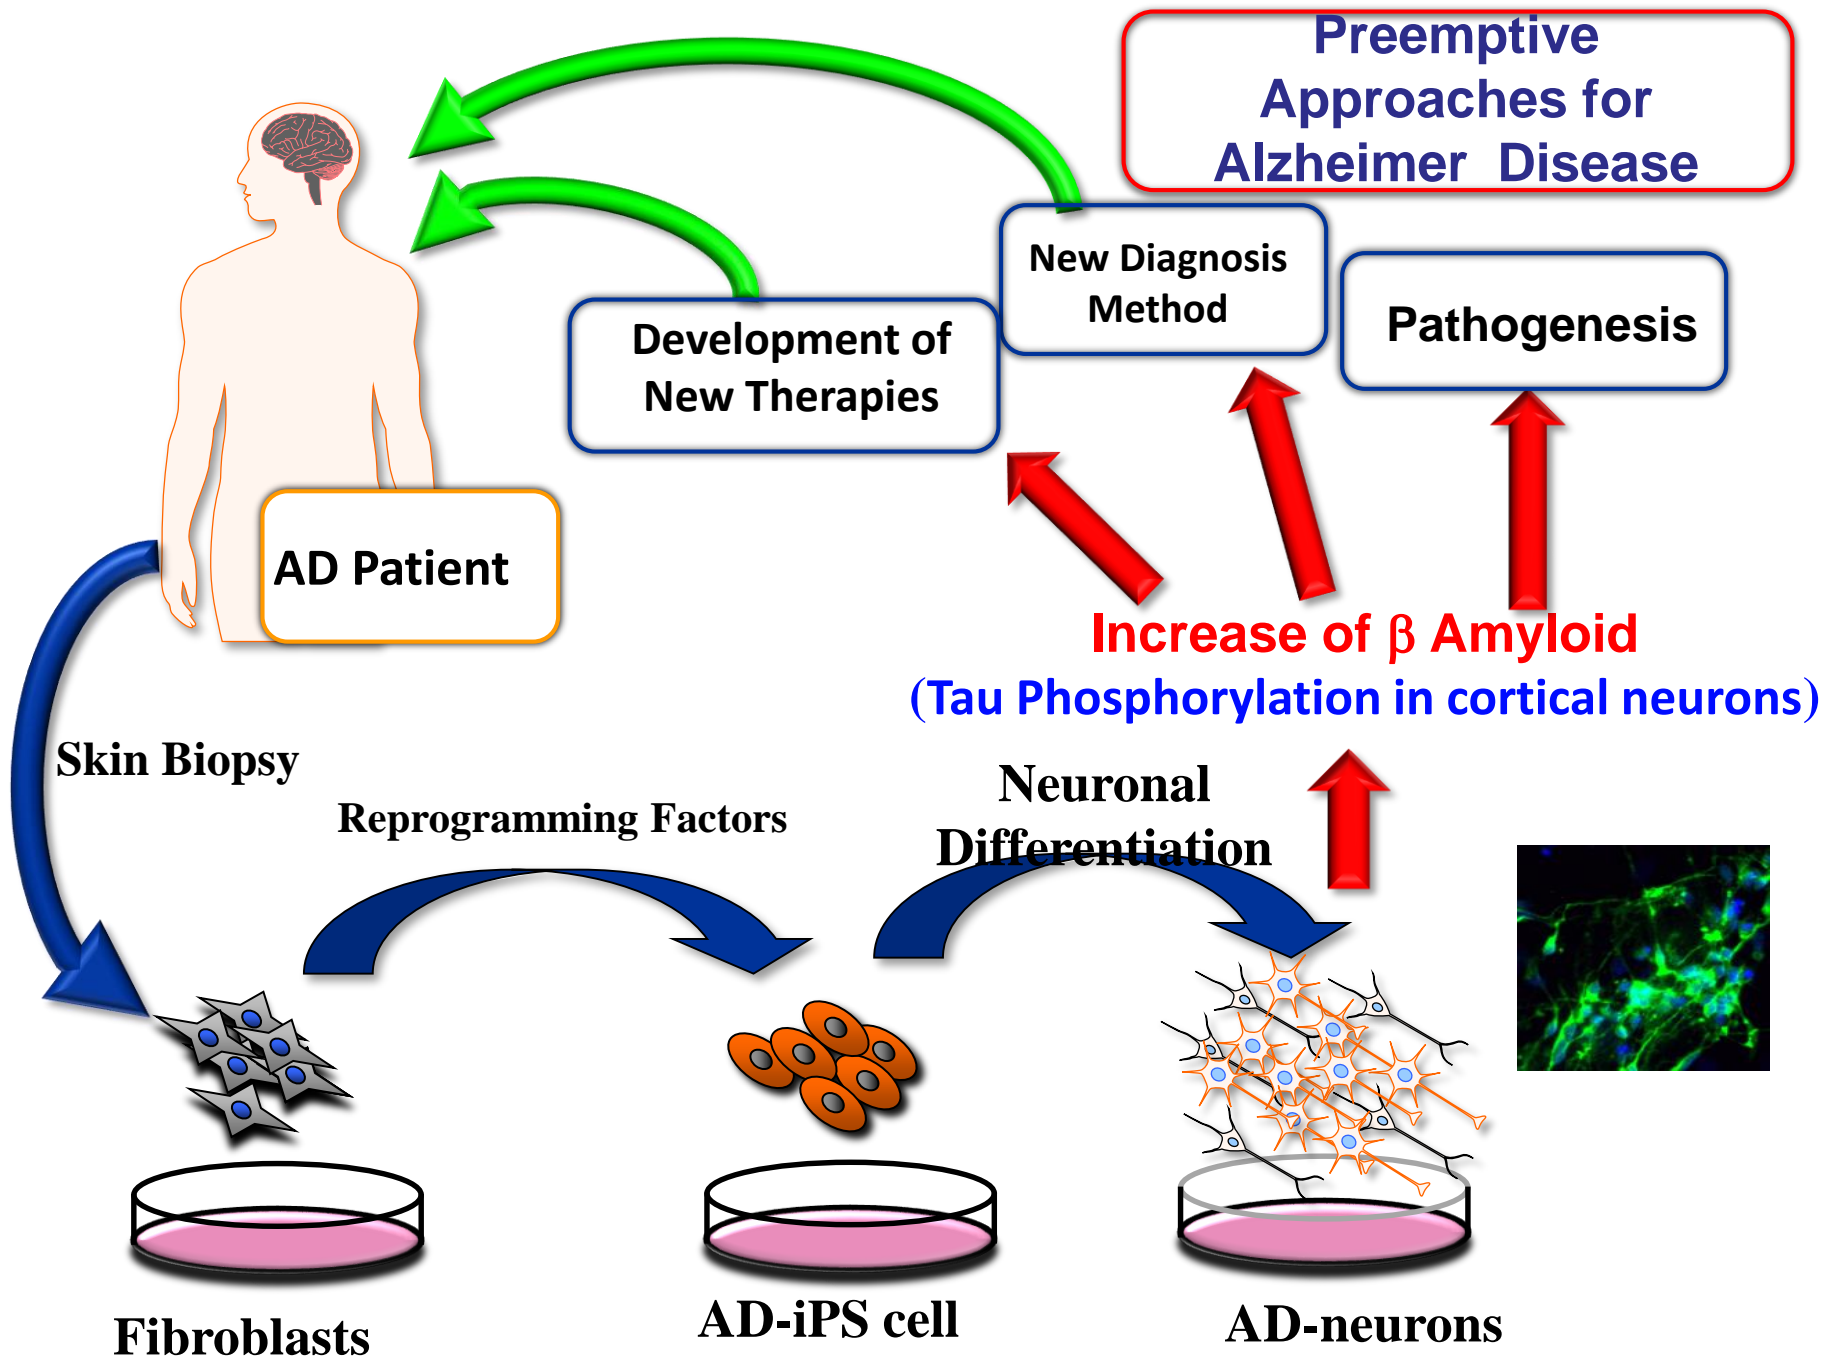 Preemptive
Approaches for
Alzheimer Disease
New Diagnosis
Method
Pathogenesis
Development of
New Therapies
AD Patient
Increase of β Amyloid
(Tau Phosphorylation in cortical neurons)
Skin Biopsy
Reprogramming Factors
Neuronal
Differentiation
Fibroblasts
AD-iPS cell
AD-neurons